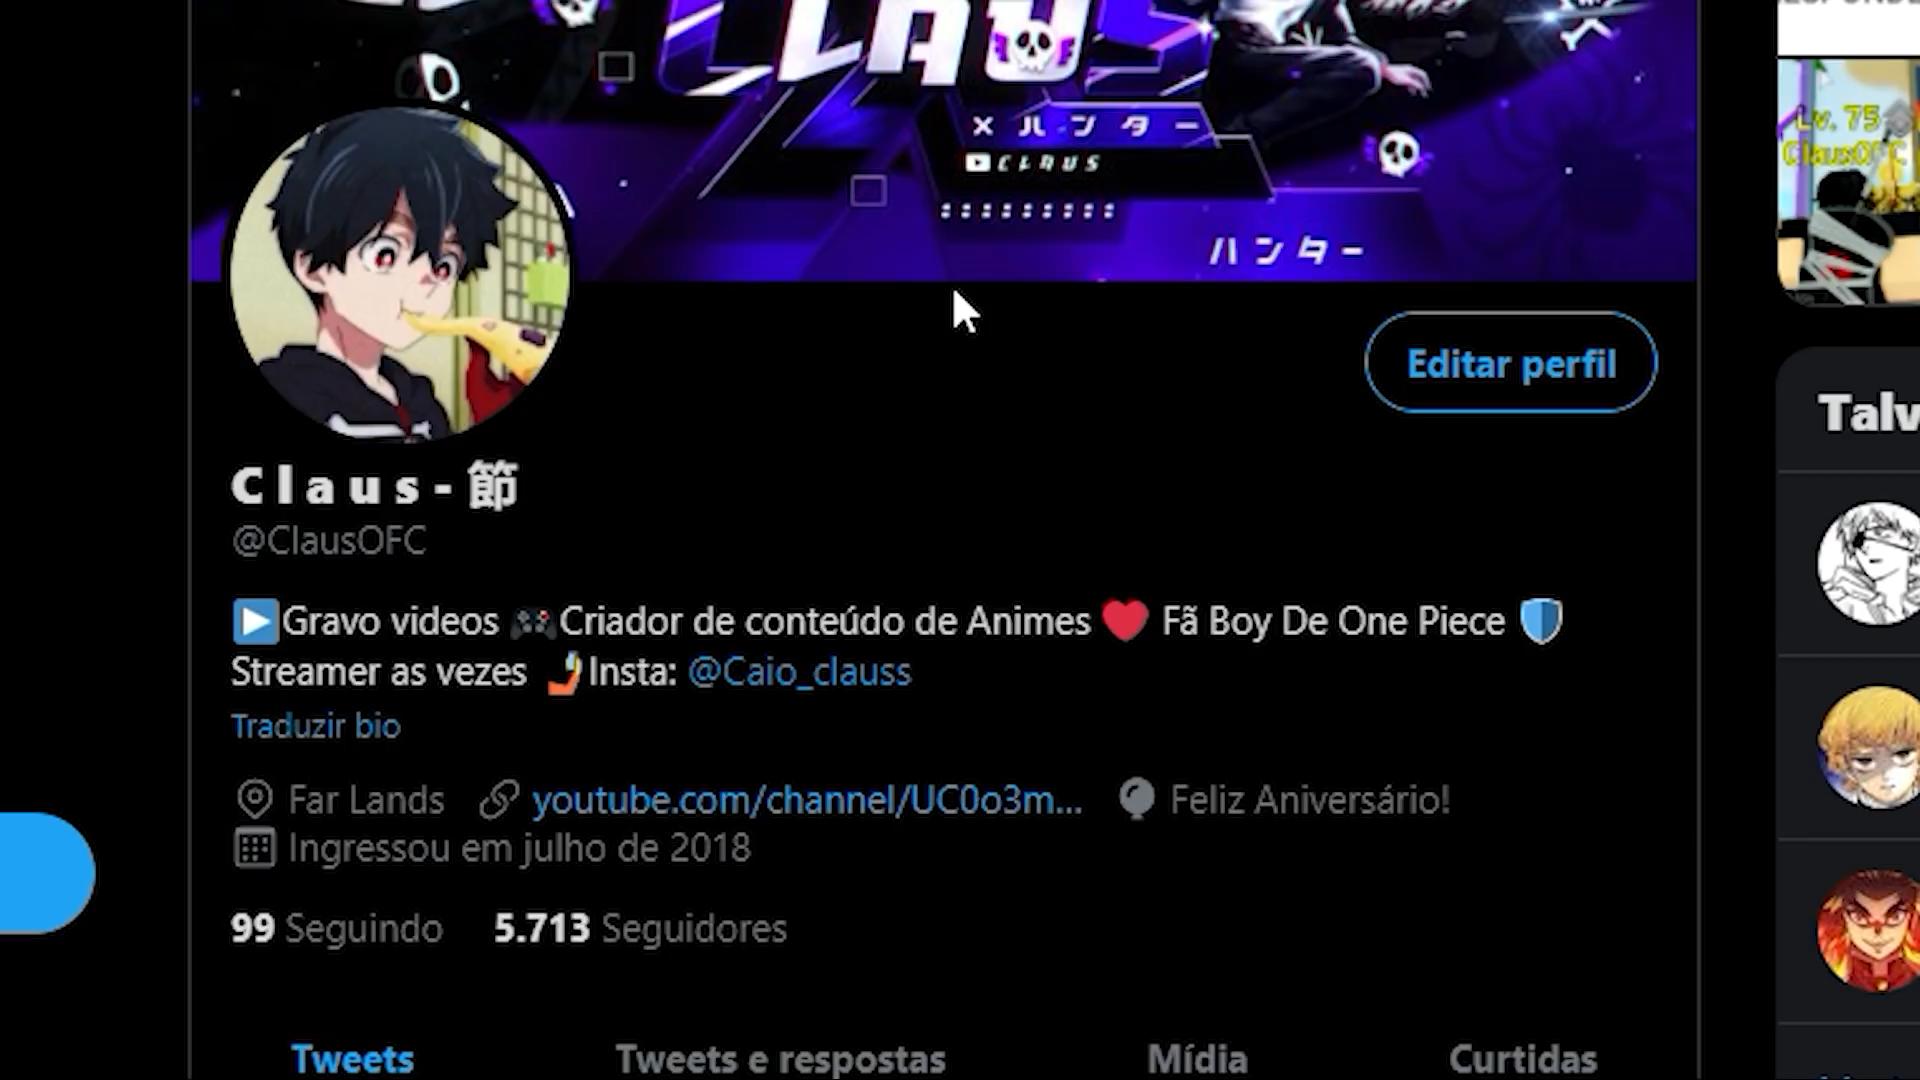 CLAUS
×ハンター
CLAUS
ハンター
Lv. 75
ClausOFC
Editar perfil
Talv
Claus-節
@ClausOFC
Gravo videos Criador de conteúdo de Animes Fã Boy De One Piece
Streamer as vezes Insta: @Caio_clauss
Traduzir bio
Far Lands youtube.com/channel/UC0o3m... Feliz Aniversário!
Ingressou em julho de 2018
99 Seguindo 5.713 Seguidores
Tweets Tweets e respostas Mídia Curtidas